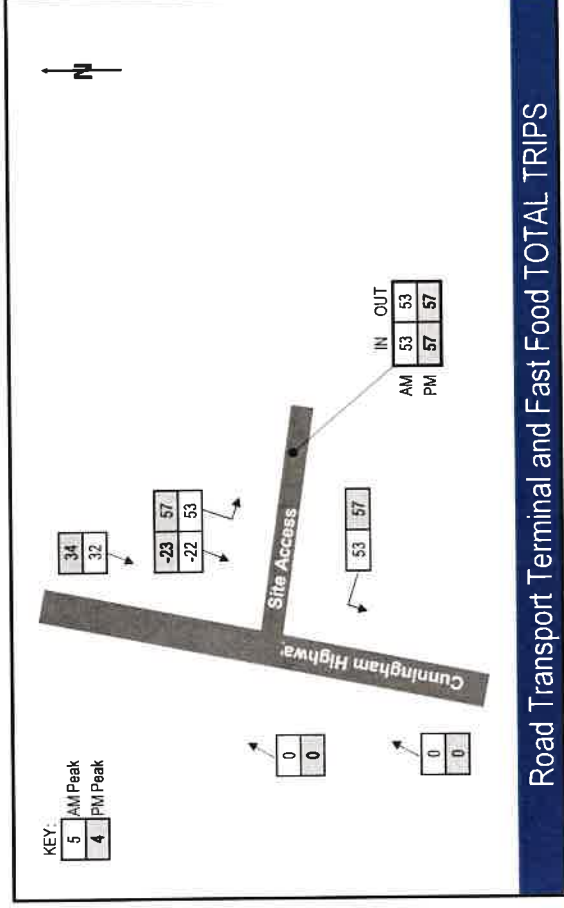 N
KEY:
5 AM Peak
4 PM Peak
34
32
-23 57
-22 53
0
0
0
0
53 57
Cunningham Highwa
Site Access
IN OUT
AM 53 53
PM 57 57
Road Transport Terminal and Fast Food TOTAL TRIPS